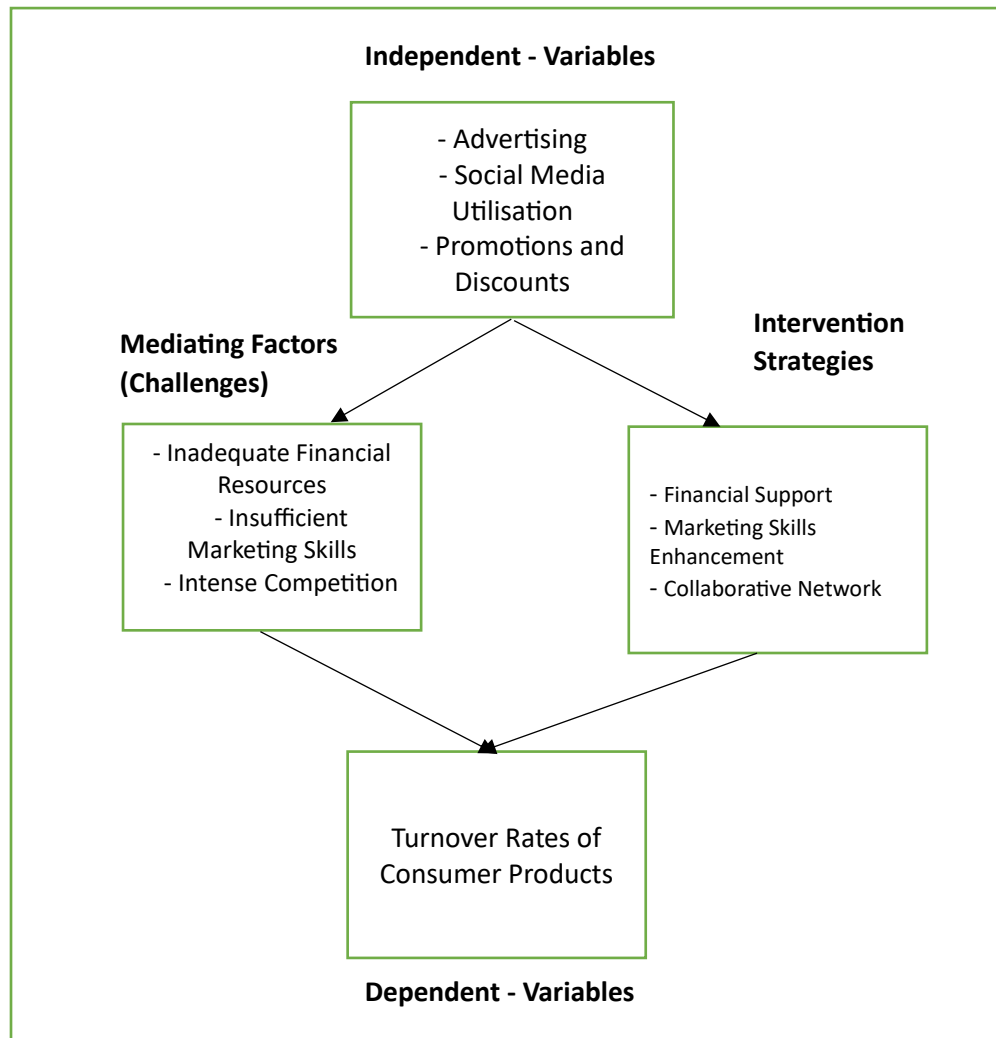 Independent - Variables
- Advertising
- Social Media
Utilisation
- Promotions and
Discounts
Mediating Factors
(Challenges)
Intervention
Strategies
- Inadequate Financial
Resources
- Insufficient
Marketing Skills
- Intense Competition
- Financial Support
- Marketing Skills
Enhancement
- Collaborative Network
Turnover Rates of
Consumer Products
Dependent - Variables